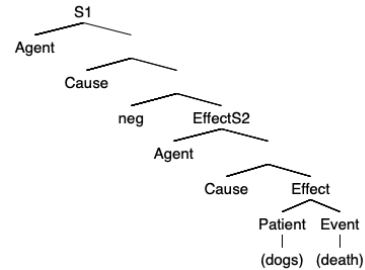 S1
Agent
Cause
neg EffectS2
Agent
Cause Effect
Patient Event
(dogs) (death)